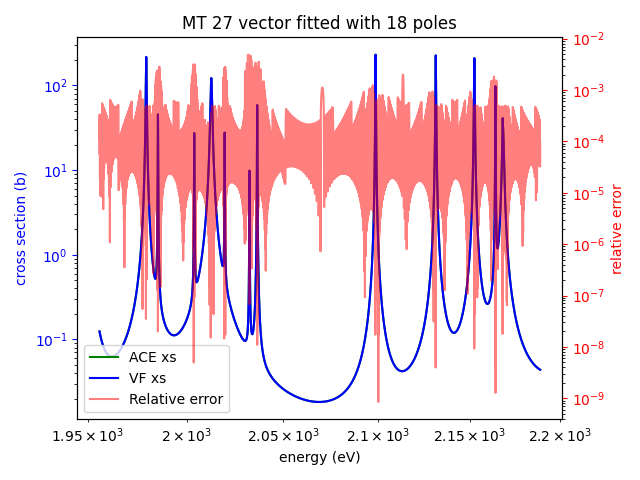 MT 27 vector fitted with 18 poles
cross section (b)
10²
10¹
10⁰
10⁻¹
10⁻²
10⁻³
10⁻⁴
10⁻⁵
10⁻⁶
10⁻⁷
10⁻⁸
10⁻⁹
relative error
ACE xs
VF xs
Relative error
1.95 × 10³ 2 × 10³ 2.05 × 10³ 2.1 × 10³ 2.15 × 10³ 2.2 × 10³
energy (eV)